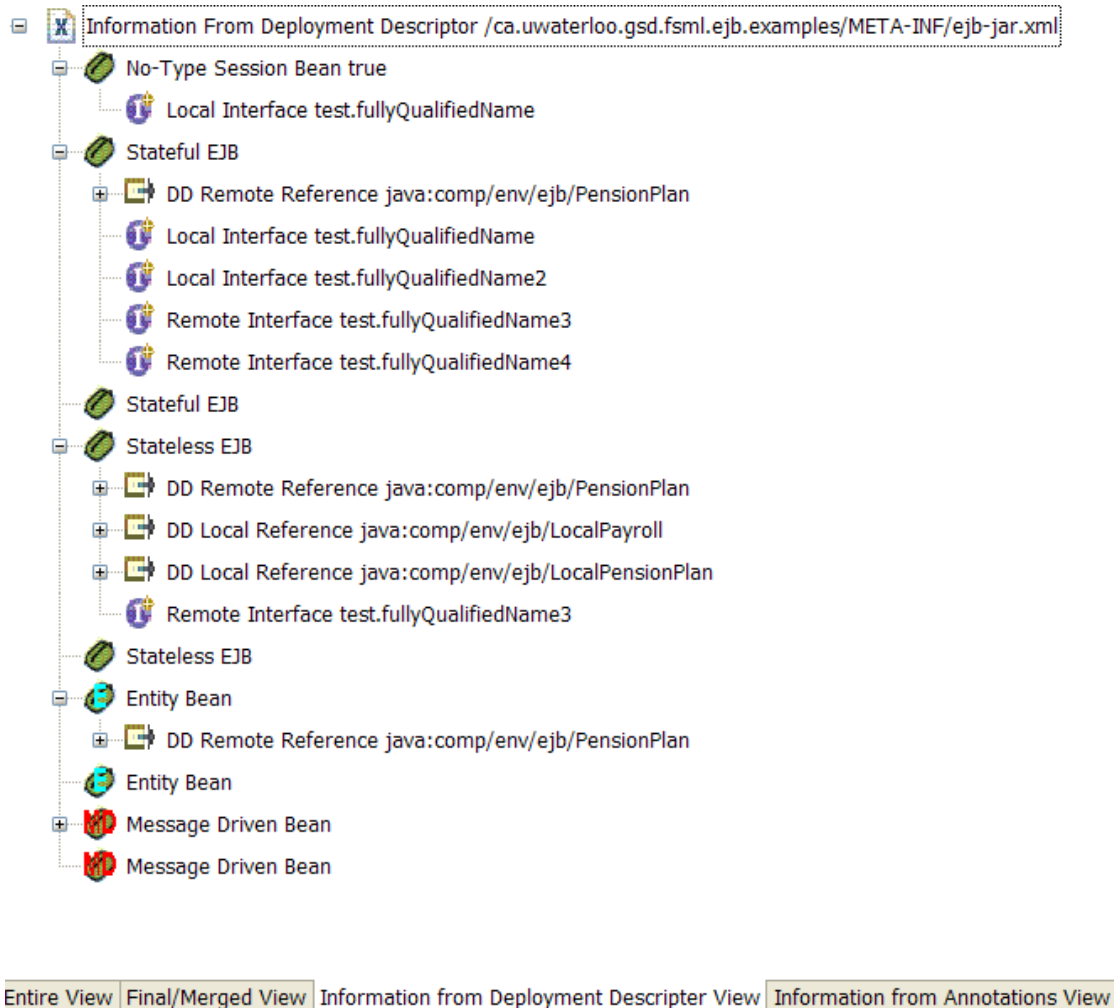 Information From Deployment Descriptor /ca.uwaterloo.gsd.fsml.ejb.examples/META-INF/ejb-jar.xml
No-Type Session Bean true
Local Interface test.fullyQualifiedName
Stateful EJB
DD Remote Reference java:comp/env/ejb/PensionPlan
Local Interface test.fullyQualifiedName
Local Interface test.fullyQualifiedName2
Remote Interface test.fullyQualifiedName3
Remote Interface test.fullyQualifiedName4
Stateful EJB
Stateless EJB
DD Remote Reference java:comp/env/ejb/PensionPlan
DD Local Reference java:comp/env/ejb/LocalPayroll
DD Local Reference java:comp/env/ejb/LocalPensionPlan
Remote Interface test.fullyQualifiedName3
Stateless EJB
Entity Bean
DD Remote Reference java:comp/env/ejb/PensionPlan
Entity Bean
Message Driven Bean
Message Driven Bean
Entire View Final/Merged View Information from Deployment Descripter View Information from Annotations View